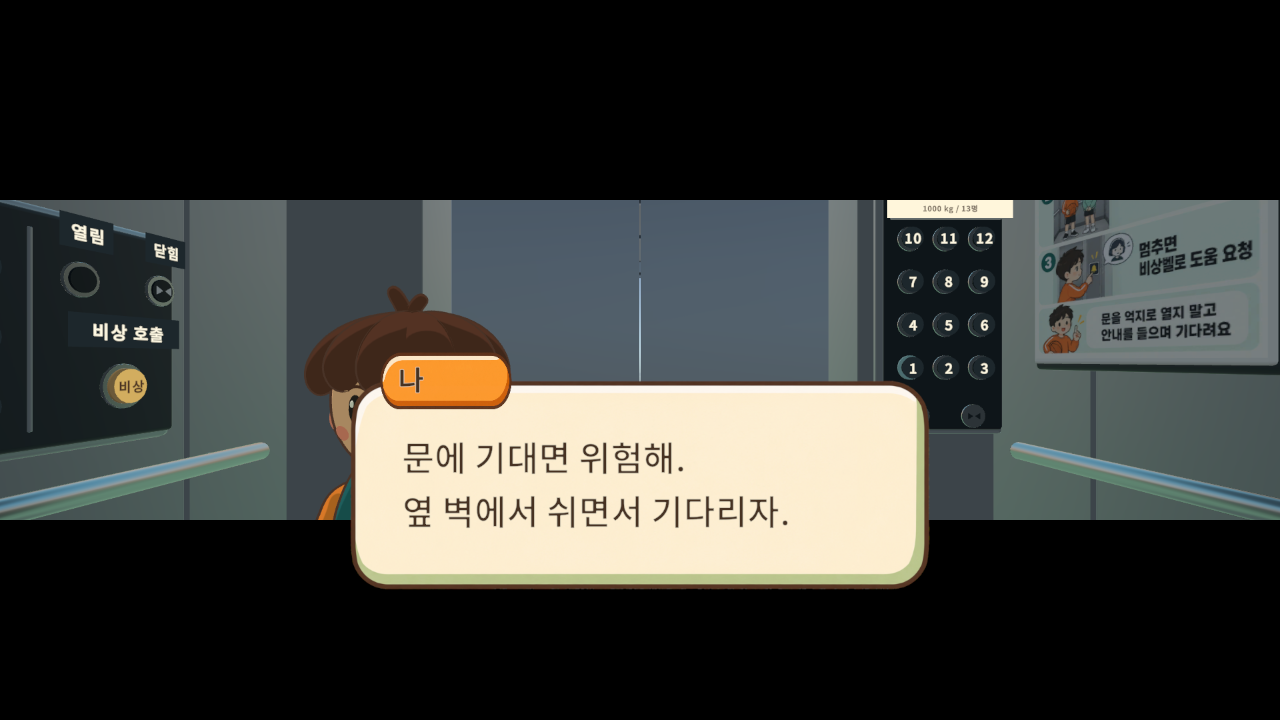 열림
닫힘
비상 호출
비상
1000 kg / 13명
10 11 12
7 8 9
4 5 6
1 2 3
3
멈추면
비상벨로 도움 요청
문을 억지로 열지 말고
안내를 들으며 기다려요
나
문에 기대면 위험해.
옆 벽에서 쉬면서 기다리자.